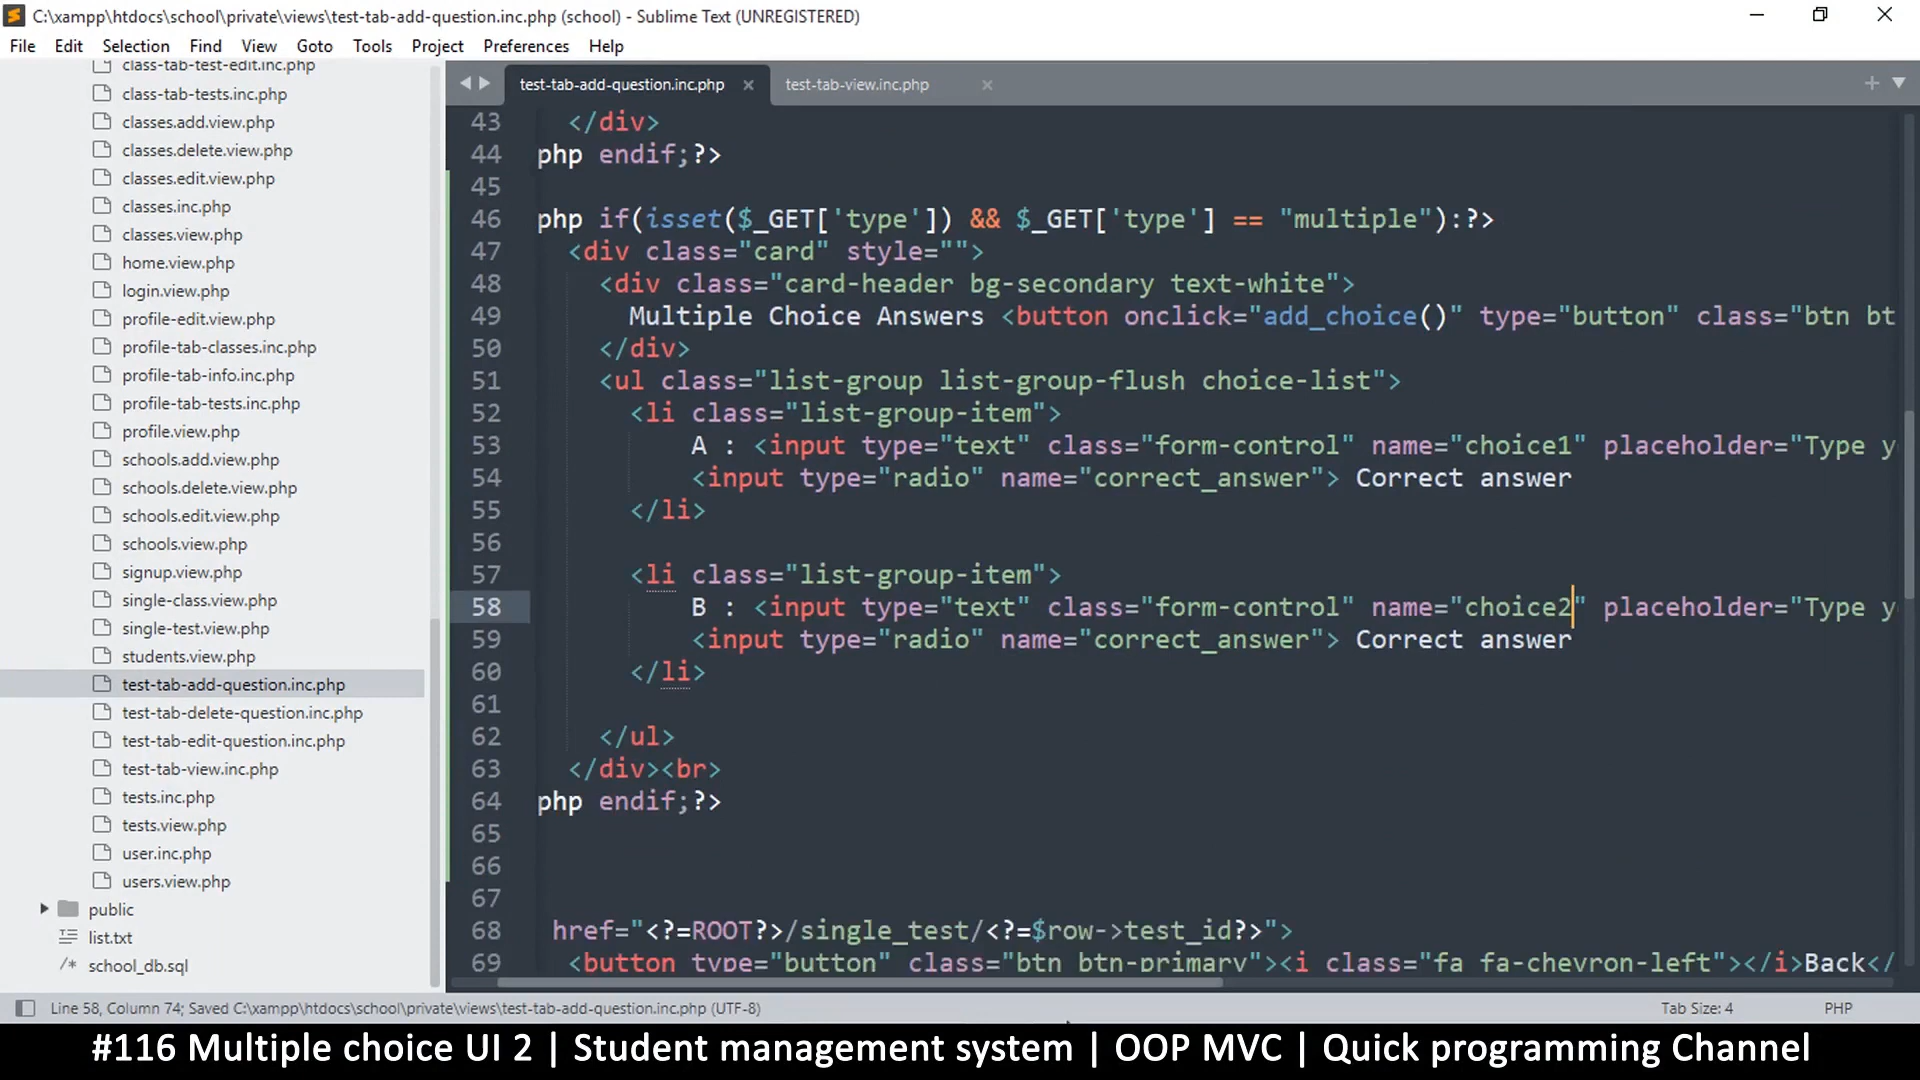 C:\xampp\htdocs\school\private\views\test-tab-add-question.inc.php (school) - Sublime Text (UNREGISTERED)
File Edit Selection Find View Goto Tools Project Preferences Help
class-tab-test-edit.inc.php
class-tab-tests.inc.php
classes.add.view.php
classes.delete.view.php
classes.edit.view.php
classes.inc.php
classes.view.php
home.view.php
login.view.php
profile-edit.view.php
profile-tab-classes.inc.php
profile-tab-info.inc.php
profile-tab-tests.inc.php
profile.view.php
schools.add.view.php
schools.delete.view.php
schools.edit.view.php
schools.view.php
signup.view.php
single-class.view.php
single-test.view.php
students.view.php
test-tab-add-question.inc.php
test-tab-delete-question.inc.php
test-tab-edit-question.inc.php
test-tab-view.inc.php
tests.inc.php
tests.view.php
user.inc.php
users.view.php
public
list.txt
/* school_db.sql
test-tab-add-question.inc.php × test-tab-view.inc.php ×
43 </div>
44 php endif;?>
45
46 php if(isset($_GET['type']) && $_GET['type'] == "multiple"):?>
47 <div class="card" style="">
48 <div class="card-header bg-secondary text-white">
49 Multiple Choice Answers <button onclick="add_choice()" type="button" class="btn bt
50 </div>
51 <ul class="list-group list-group-flush choice-list">
52 <li class="list-group-item">
53 A : <input type="text" class="form-control" name="choice1" placeholder="Type y
54 <input type="radio" name="correct_answer"> Correct answer
55 </li>
56
57 <li class="list-group-item">
58 B : <input type="text" class="form-control" name="choice2" placeholder="Type y
59 <input type="radio" name="correct_answer"> Correct answer
60 </li>
61
62 </ul>
63 </div><br>
64 php endif;?>
65
66
67
68 href="<?=ROOT?>/single_test/<?=$row->test_id?>">
69 <button type="button" class="btn btn-primary"><i class="fa fa-chevron-left"></i>Back</
Line 58, Column 74; Saved C:\xampp\htdocs\school\private\views\test-tab-add-question.inc.php (UTF-8)
Tab Size: 4
PHP
#116 Multiple choice UI 2 | Student management system | OOP MVC | Quick programming Channel